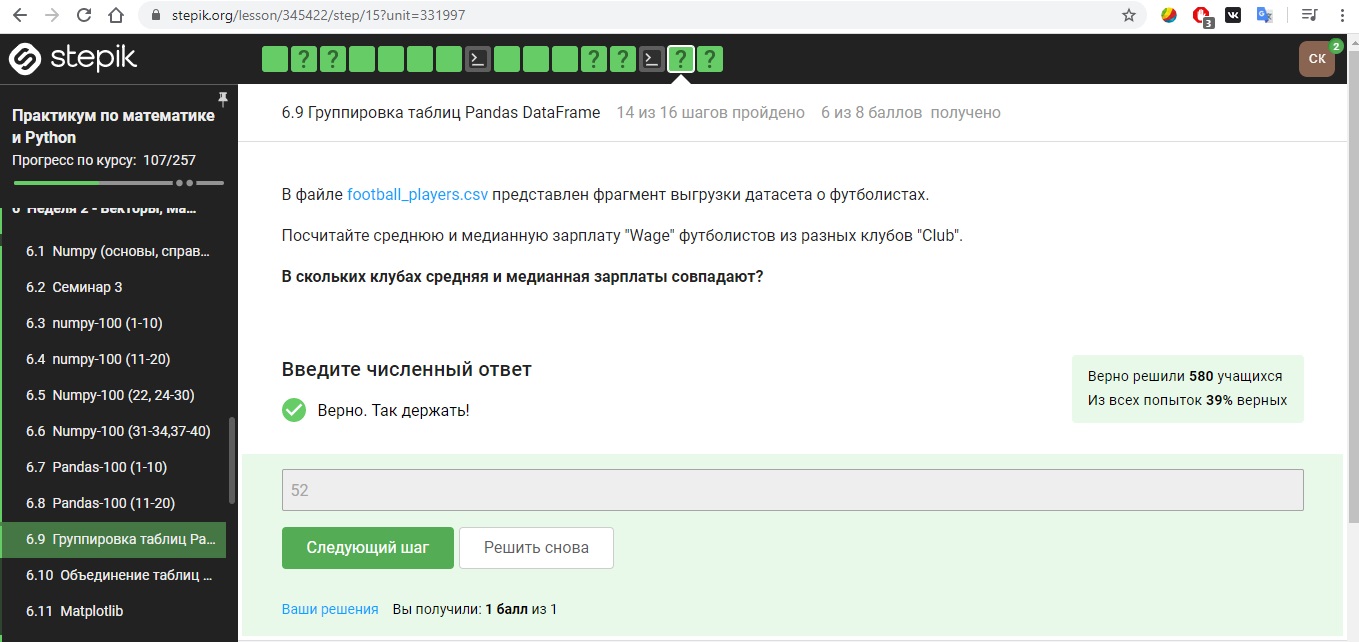 stepik.org/lesson/345422/step/15?unit=331997
3
stepik
? ? ? ? ? ?
СК
2
Практикум по математике
и Python
Прогресс по курсу: 107/257
6 Неделя 2 - Векторы, Ма...
6.1 Numpy (основы, справ...
6.2 Семинар 3
6.3 numpy-100 (1-10)
6.4 numpy-100 (11-20)
6.5 Numpy-100 (22, 24-30)
6.6 Numpy-100 (31-34,37-40)
6.7 Pandas-100 (1-10)
6.8 Pandas-100 (11-20)
6.9 Группировка таблиц Pa...
6.10 Объединение таблиц ...
6.11 Matplotlib
6.9 Группировка таблиц Pandas DataFrame 14 из 16 шагов пройдено 6 из 8 баллов получено
В файле football_players.csv представлен фрагмент выгрузки датасета о футболистах.
Посчитайте среднюю и медианную зарплату "Wage" футболистов из разных клубов "Club".
В скольких клубах средняя и медианная зарплаты совпадают?
Введите численный ответ
Верно. Так держать!
Верно решили 580 учащихся
Из всех попыток 39% верных
52
Следующий шаг
Решить снова
Ваши решения Вы получили: 1 балл из 1